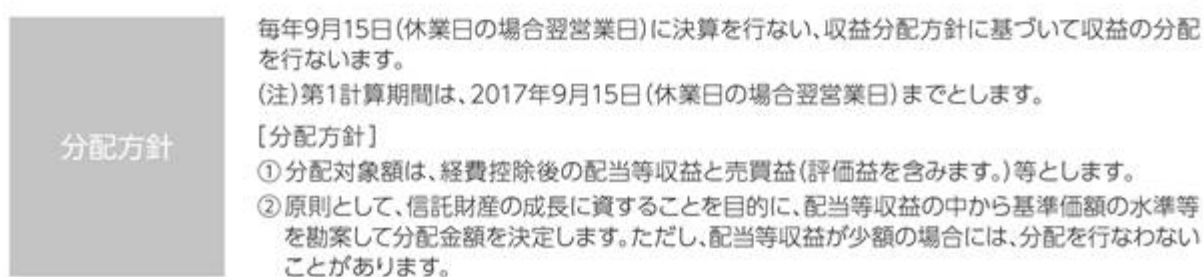 分配方針
毎年9月15日(休業日の場合翌営業日)に決算を行ない、収益分配方針に基づいて収益の分配
を行ないます。
(注)第1計算期間は、2017年9月15日(休業日の場合翌営業日)までとします。
[分配方針]
①分配対象額は、経費控除後の配当等収益と売買益(評価益を含みます。)等とします。
②原則として、信託財産の成長に資することを目的に、配当等収益の中から基準価額の水準等
を勘案して分配金額を決定します。ただし、配当等収益が少額の場合には、分配を行なわない
ことがあります。